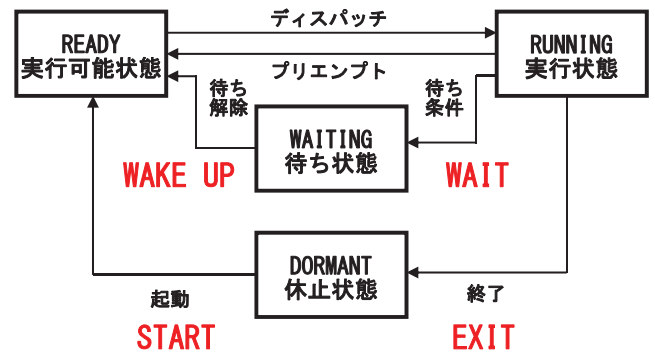 ディスパッチ
READY
実行可能状態
RUNNING
実行状態
プリエンプト
待ち
解除
待ち
条件
WAITING
待ち状態
WAKE UP
WAIT
DORMANT
休止状態
起動
終了
START
EXIT